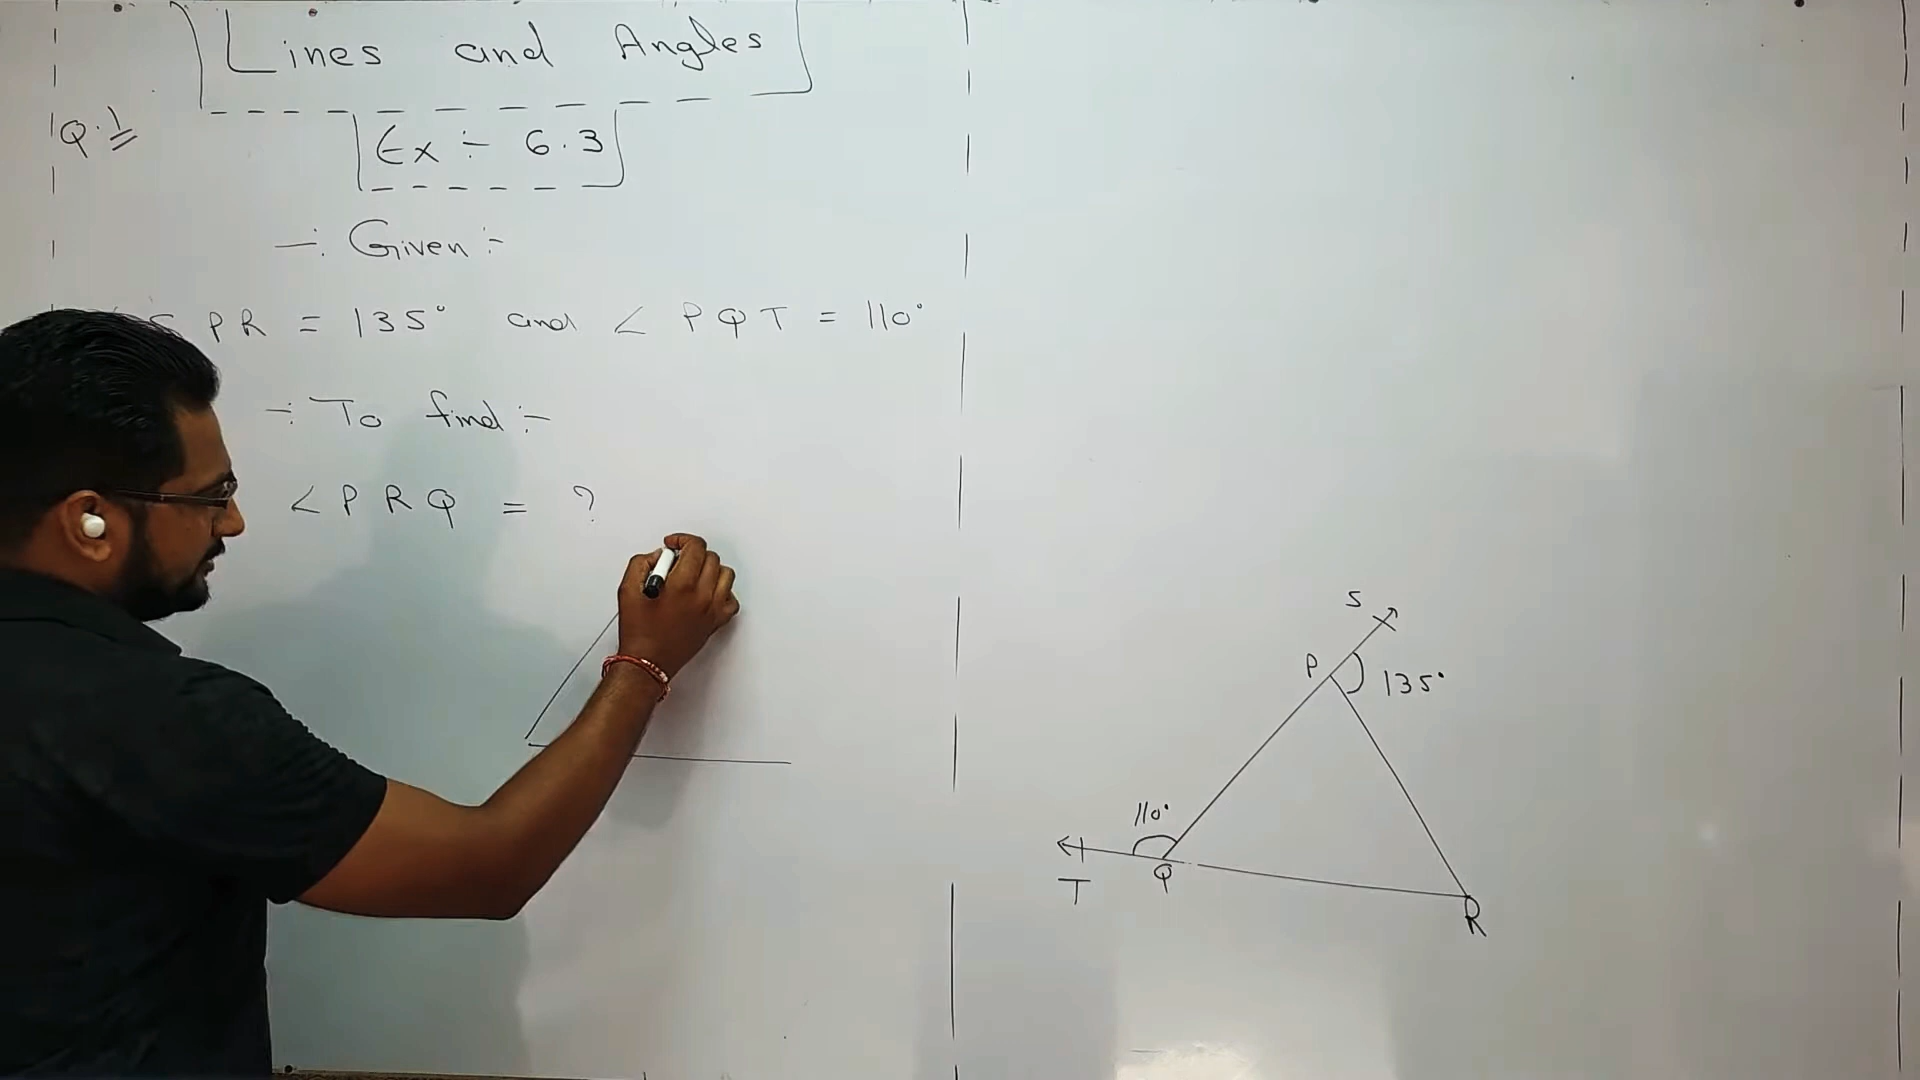 Lines and Angles
Q.1
Ex ÷ 6.3
÷ Given :-
PR = 135° and ∠ PQT = 110°
÷ To find :-
∠PRQ = ?
S
P
135°
110°
T
Q
R